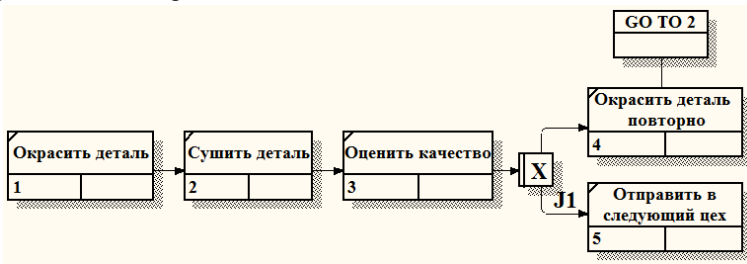 GO TO 2
Окрасить деталь
1
Сушить деталь
2
Оценить качество
3
X
J1
Окрасить деталь
повторно
4
Отправить в
следующий цех
5